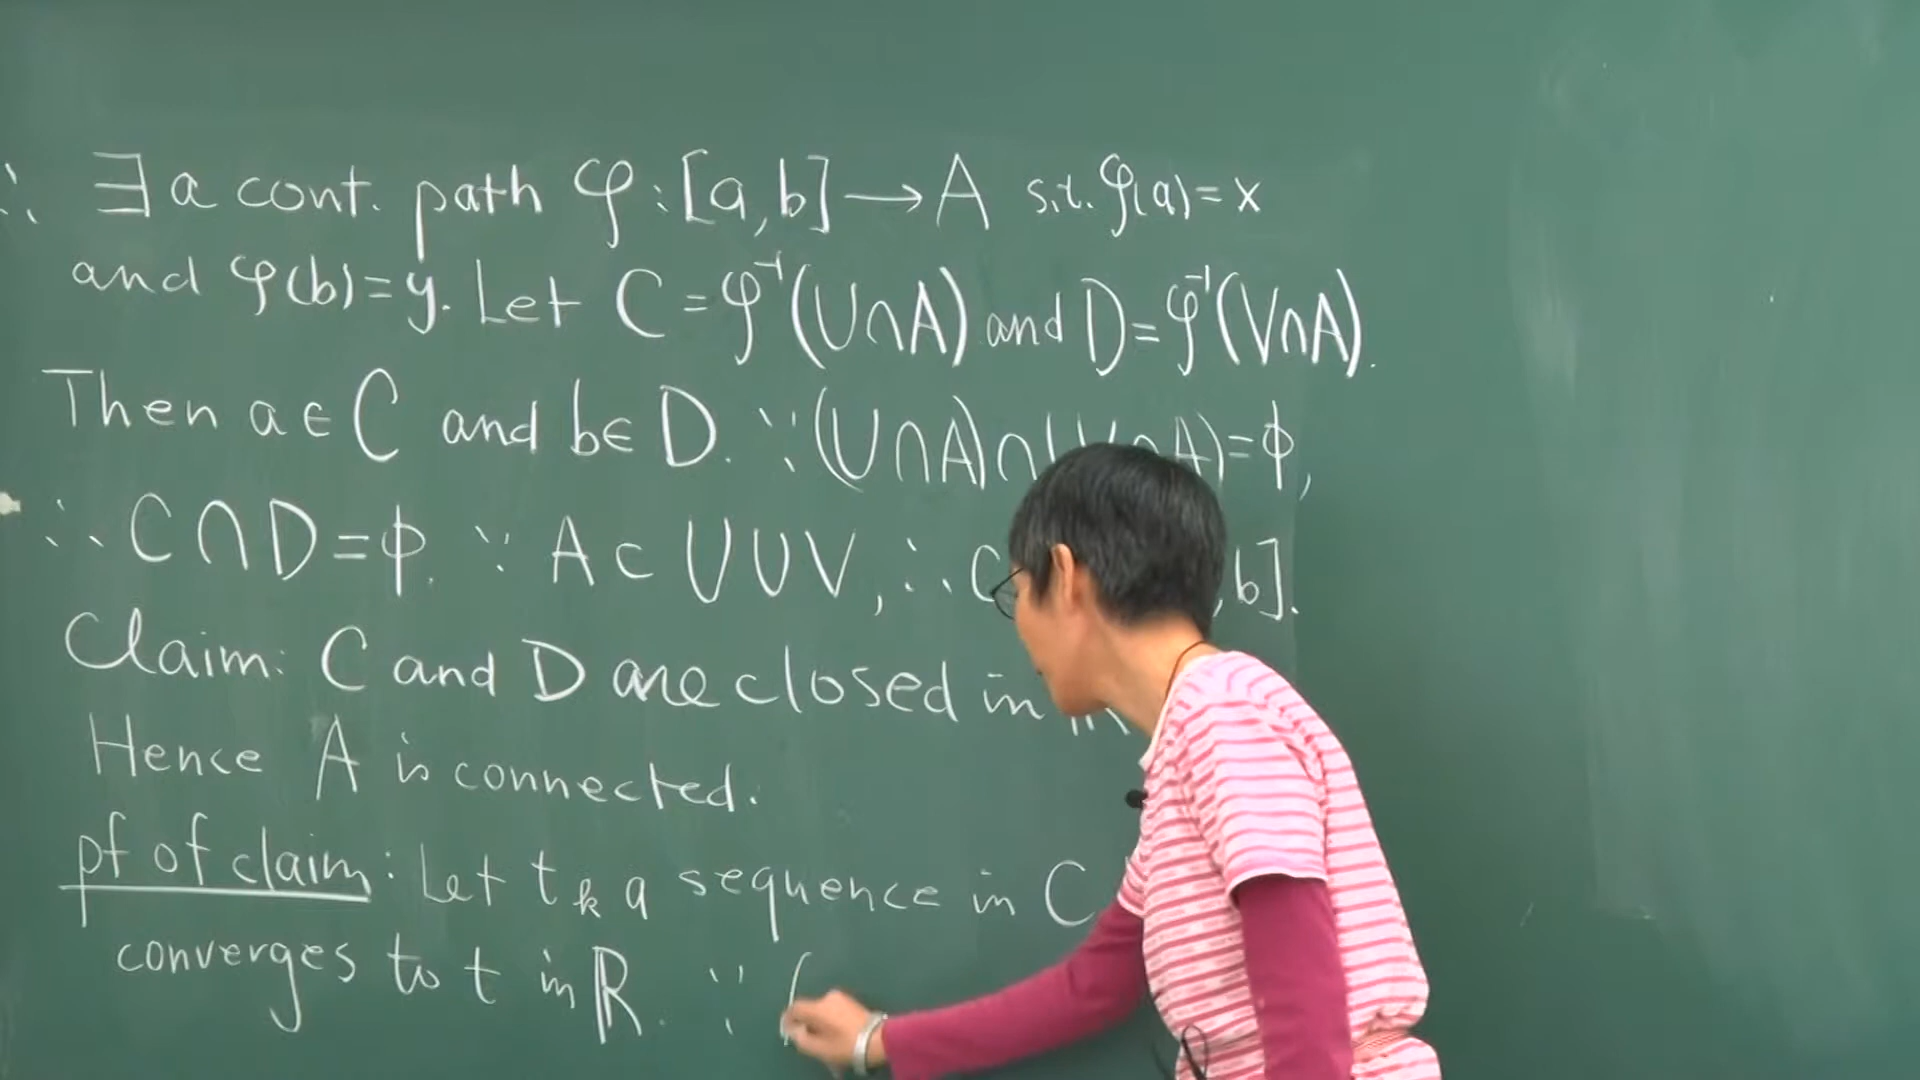 ∴ ∃ a cont. path φ : [a, b] → A s.t. φ(a) = x
and φ(b) = y. Let C = φ⁻¹(U∩A) and D = φ⁻¹(V∩A).
Then a ∈ C and b ∈ D. ∵ (U∩A)∩(V∩A) = ϕ,
∴ C∩D = ϕ. ∵ A ⊂ U∪V, ∴ C , b].
Claim: C and D are closed in R
Hence A is connected.
pf of claim: Let t_k a sequence in C
converges to t in R. ∵